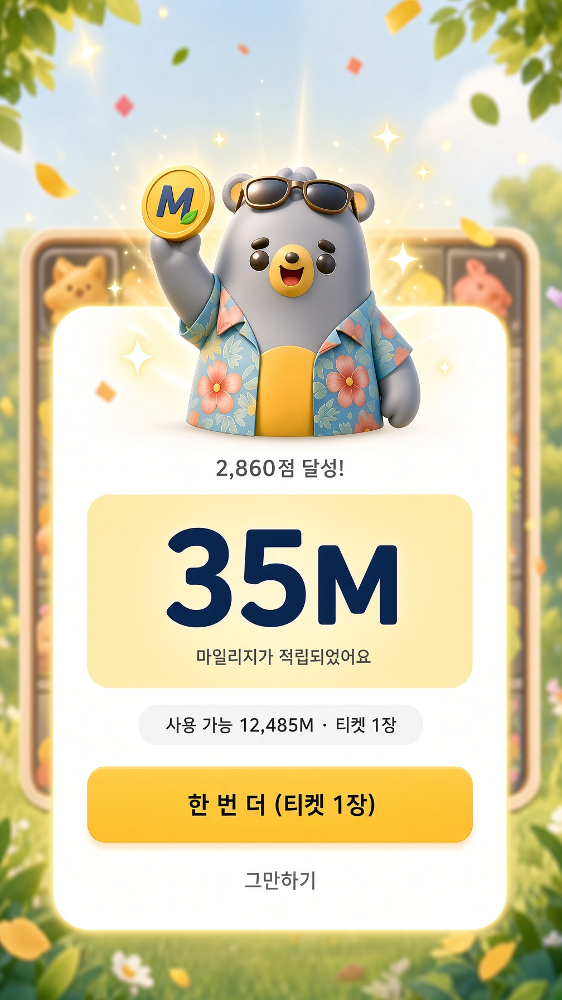 M
2,860점 달성!
35M
마일리지가 적립되었어요
사용 가능 12,485M · 티켓 1장
한 번 더 (티켓 1장)
그만하기